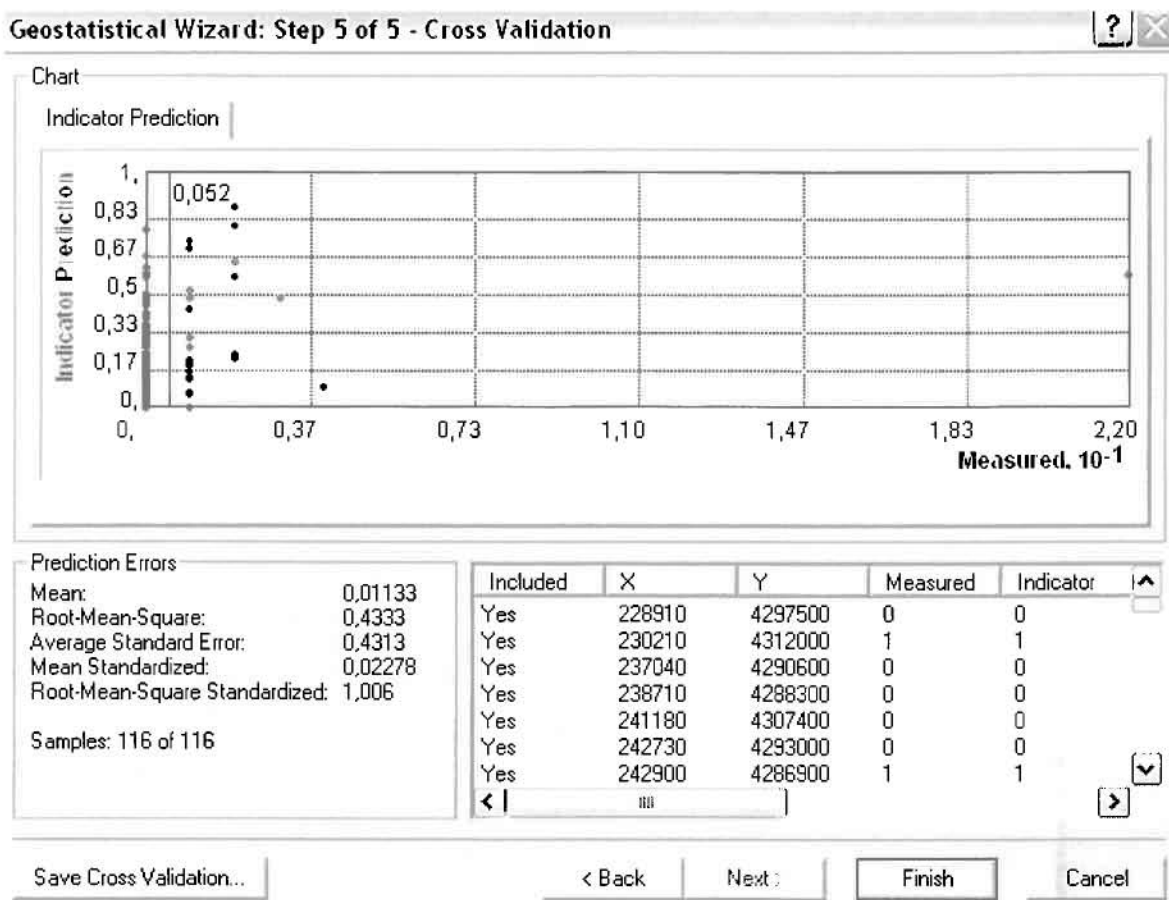 Geostatistical Wizard: Step 5 of 5 - Cross Validation
?
Chart
Indicator Prediction
Indicator Prediction
1,
0,83
0,67
0,5
0,33
0,17
0,
0,052
0,
0,37
0,73
1,10
1,47
1,83
2,20
Measured, 10-1
Prediction Errors
Mean: 0,01133
Root-Mean-Square: 0,4333
Average Standard Error: 0,4313
Mean Standardized: 0,02278
Root-Mean-Square Standardized: 1,006
Samples: 116 of 116
Included X Y Measured Indicator
Yes 228910 4297500 0 0
Yes 230210 4312000 1 1
Yes 237040 4290600 0 0
Yes 238710 4288300 0 0
Yes 241180 4307400 0 0
Yes 242730 4293000 0 0
Yes 242900 4286900 1 1
Save Cross Validation...
< Back
Next
Finish
Cancel